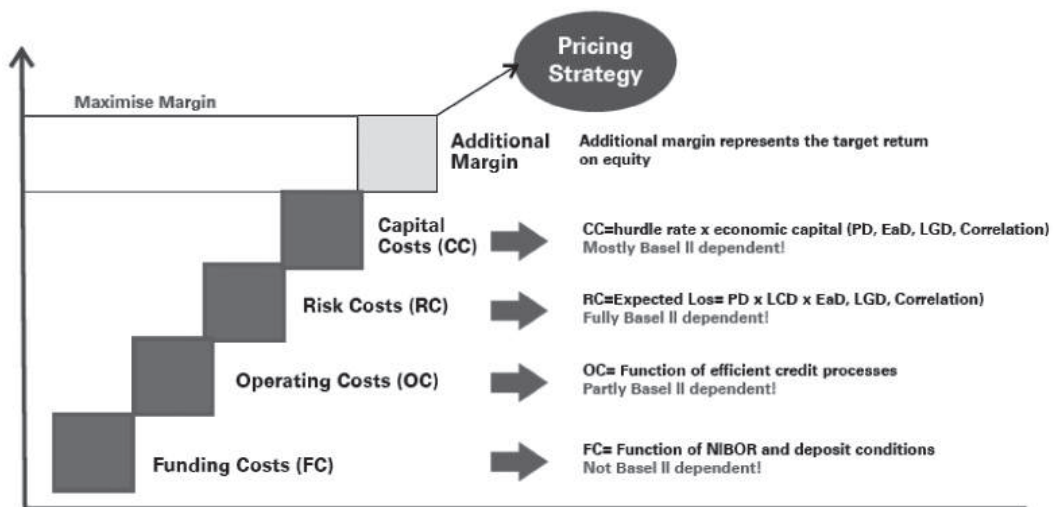 Pricing
Strategy
Maximise Margin
Additional
Margin
Additional margin represents the target return
on equity
Capital
Costs (CC)
CC=hurdle rate x economic capital (PD, EaD, LGD, Correlation)
Mostly Basel II dependent!
Risk Costs (RC)
RC=Expected Los= PD x LCD x EaD, LGD, Correlation)
Fully Basel II dependent!
Operating Costs (OC)
OC= Function of efficient credit processes
Partly Basel II dependent!
Funding Costs (FC)
FC= Function of NIBOR and deposit conditions
Not Basel II dependent!